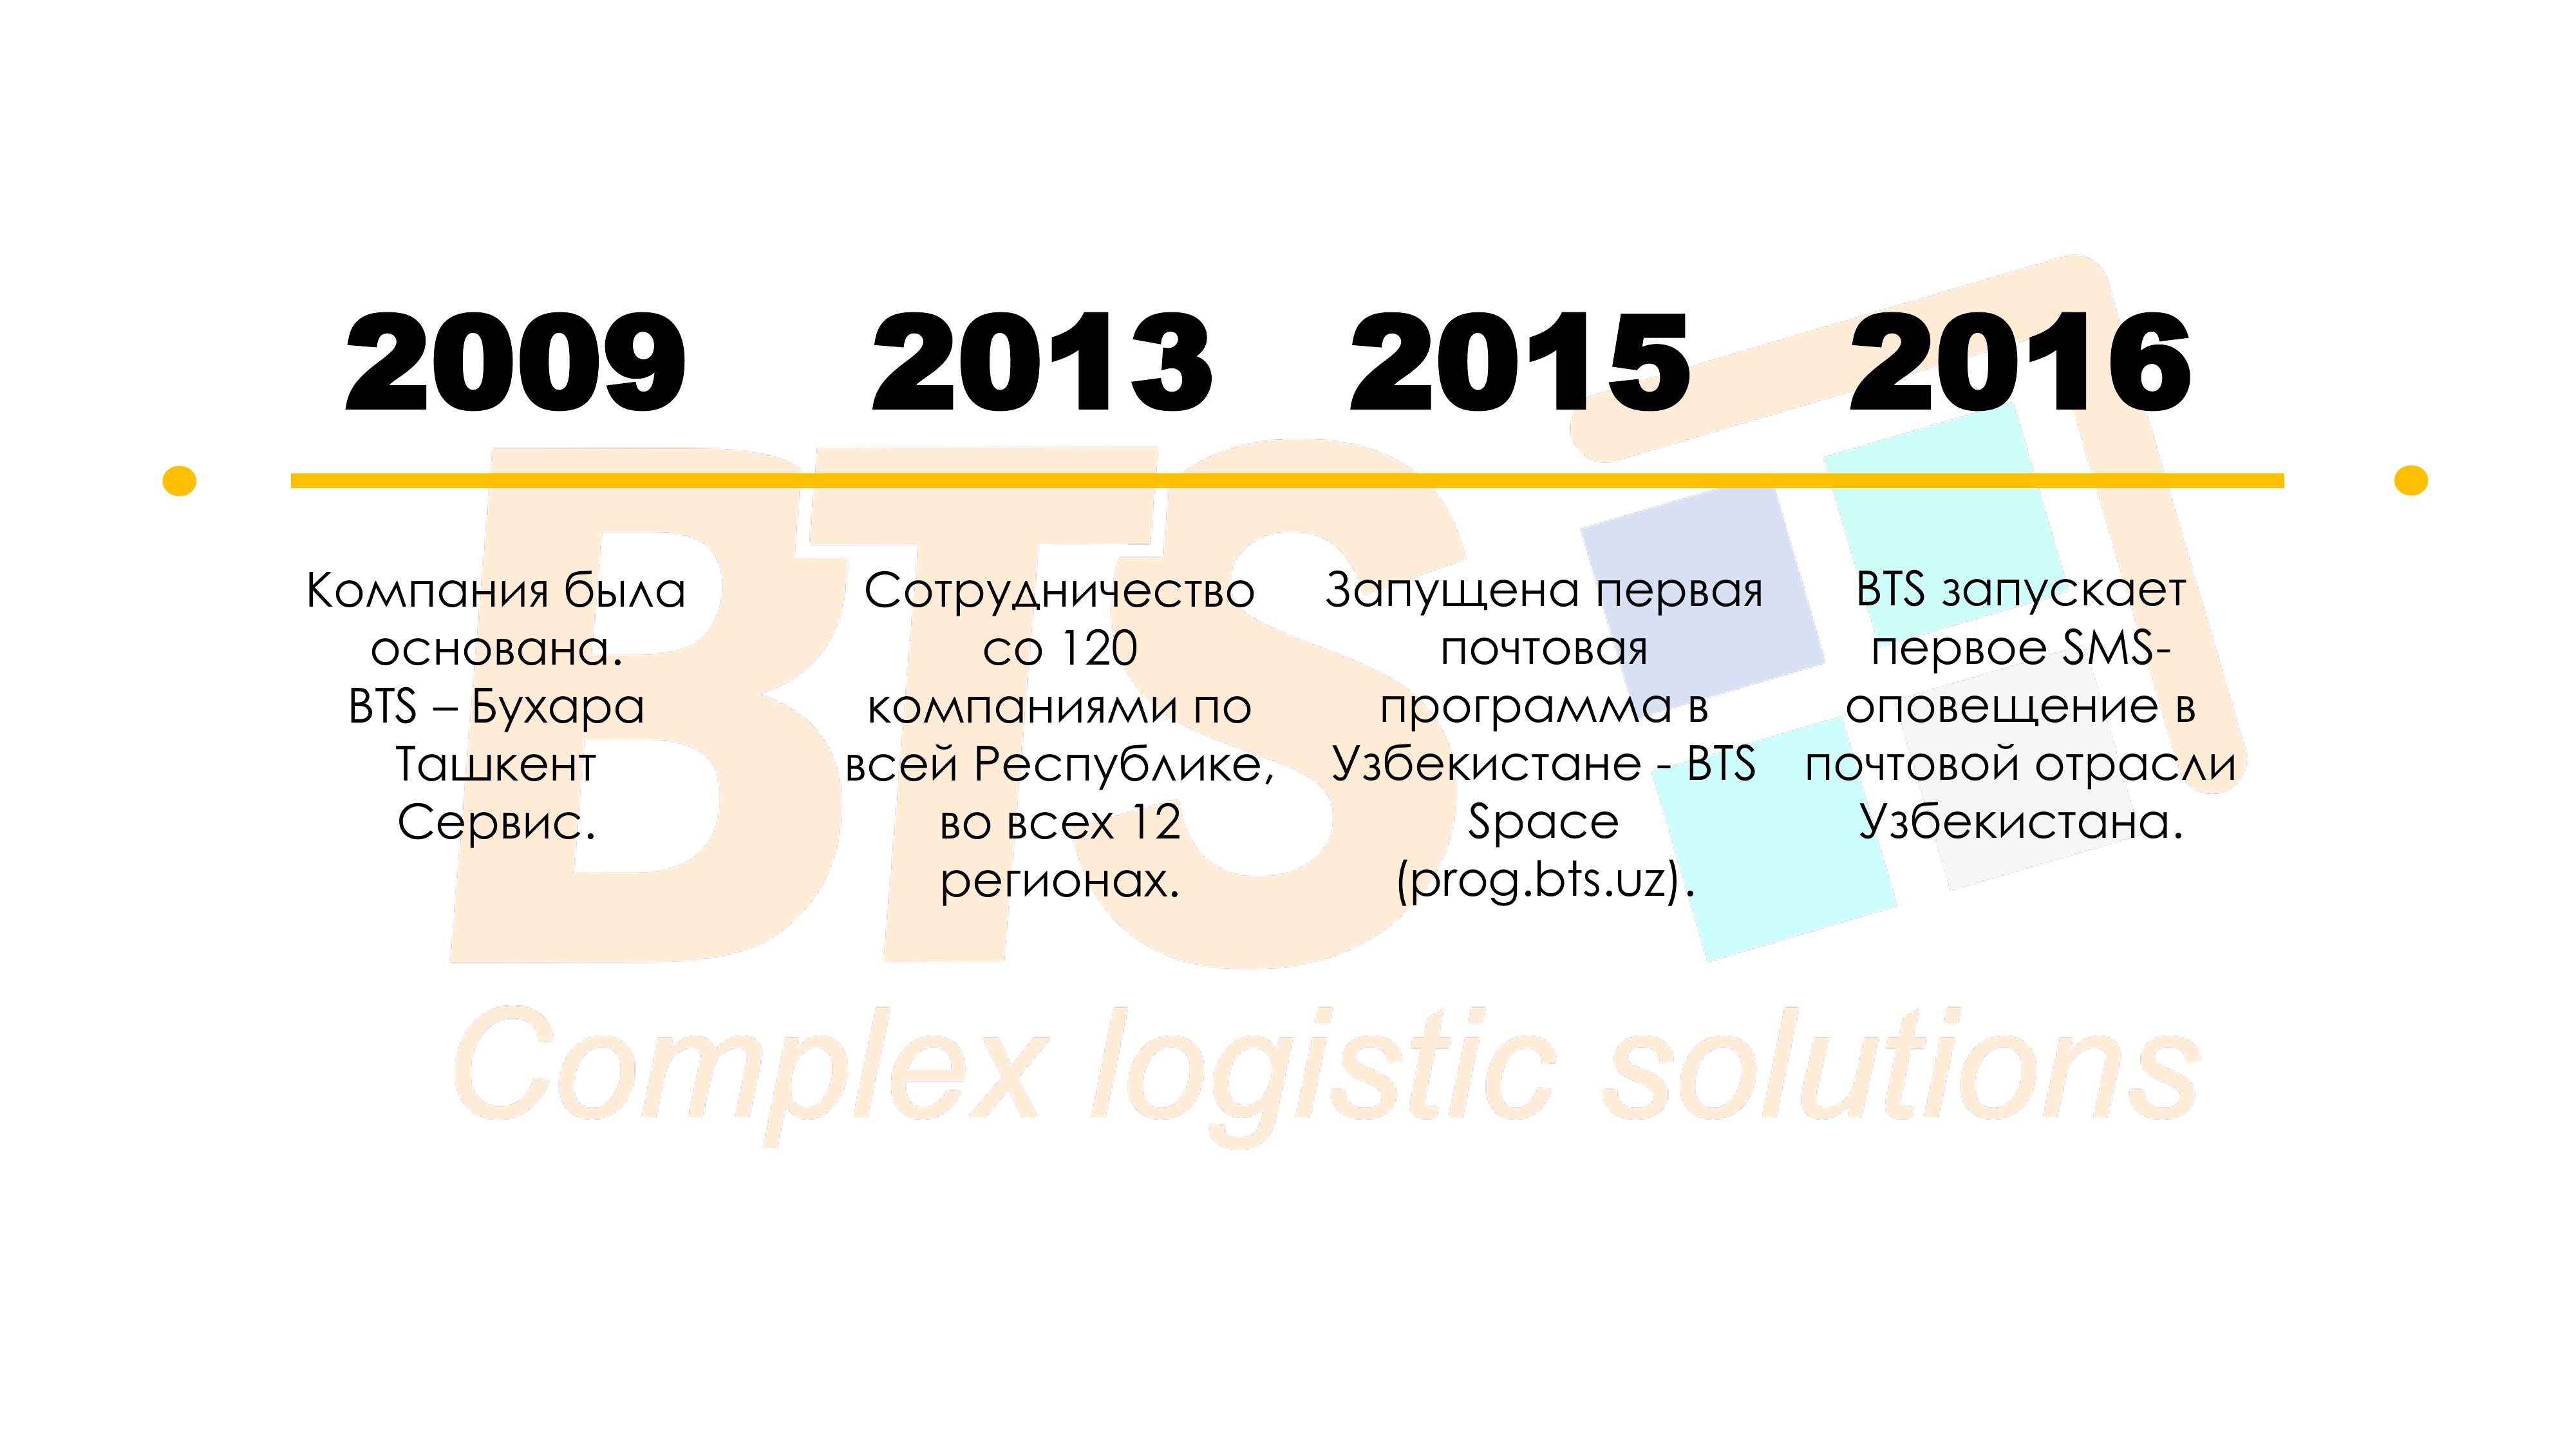 2009
2013
2015
2016
Компания была
основана.
BTS – Бухара
Ташкент
Сервис.
Сотрудничество
со 120
компаниями по
всей Республике,
во всех 12
регионах.
Запущена первая
почтовая
программа в
Узбекистане - BTS
Space
(prog.bts.uz).
BTS запускает
первое SMS-
оповещение в
почтовой отрасли
Узбекистана.
BTS
Complex logistic solutions